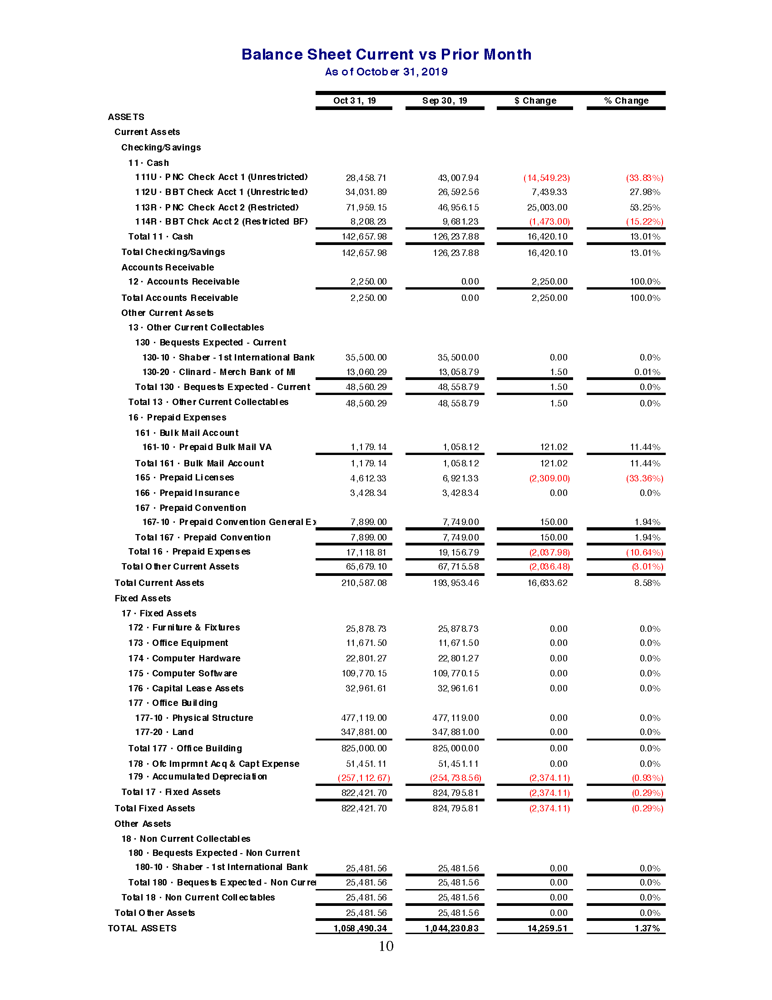 Balance Sheet Current vs Prior Month
As of October 31, 2019
Oct 31, 19 Sep 30, 19 $ Change % Change
ASSETS
Current Assets
Checking/Savings
11 · Cash
111U · PNC Check Acct 1 (Unrestricted) 28,458.71 43,007.94 (14,549.23) (33.83%)
112U · BBT Check Acct 1 (Unrestricted) 34,031.89 26,592.56 7,439.33 27.98%
113R · PNC Check Acct 2 (Restricted) 71,959.15 46,956.15 25,003.00 53.25%
114R · BBT Chck Acct 2 (Restricted BF) 8,208.23 9,681.23 (1,473.00) (15.22%)
Total 11 · Cash 142,657.98 126,237.88 16,420.10 13.01%
Total Checking/Savings 142,657.98 126,237.88 16,420.10 13.01%
Accounts Receivable
12 · Accounts Receivable 2,250.00 0.00 2,250.00 100.0%
Total Accounts Receivable 2,250.00 0.00 2,250.00 100.0%
Other Current Assets
13 · Other Current Collectables
130 · Bequests Expected - Current
130-10 · Shaber - 1st International Bank 35,500.00 35,500.00 0.00 0.0%
130-20 · Clinard - Merch Bank of MI 13,060.29 13,058.79 1.50 0.01%
Total 130 · Bequests Expected - Current 48,560.29 48,558.79 1.50 0.0%
Total 13 · Other Current Collectables 48,560.29 48,558.79 1.50 0.0%
16 · Prepaid Expenses
161 · Bulk Mail Account
161-10 · Prepaid Bulk Mail VA 1,179.14 1,058.12 121.02 11.44%
Total 161 · Bulk Mail Account 1,179.14 1,058.12 121.02 11.44%
165 · Prepaid Licenses 4,612.33 6,921.33 (2,309.00) (33.36%)
166 · Prepaid Insurance 3,428.34 3,428.34 0.00 0.0%
167 · Prepaid Convention
167-10 · Prepaid Convention General Ex 7,899.00 7,749.00 150.00 1.94%
Total 167 · Prepaid Convention 7,899.00 7,749.00 150.00 1.94%
Total 16 · Prepaid Expenses 17,118.81 19,156.79 (2,037.98) (10.64%)
Total Other Current Assets 65,679.10 67,715.58 (2,036.48) (3.01%)
Total Current Assets 210,587.08 193,953.46 16,633.62 8.58%
Fixed Assets
17 · Fixed Assets
172 · Furniture & Fixtures 25,878.73 25,878.73 0.00 0.0%
173 · Office Equipment 11,671.50 11,671.50 0.00 0.0%
174 · Computer Hardware 22,801.27 22,801.27 0.00 0.0%
175 · Computer Software 109,770.15 109,770.15 0.00 0.0%
176 · Capital Lease Assets 32,961.61 32,961.61 0.00 0.0%
177 · Office Building
177-10 · Physical Structure 477,119.00 477,119.00 0.00 0.0%
177-20 · Land 347,881.00 347,881.00 0.00 0.0%
Total 177 · Office Building 825,000.00 825,000.00 0.00 0.0%
178 · Ofc Imprmnt Acq & Capt Expense 51,451.11 51,451.11 0.00 0.0%
179 · Accumulated Depreciation (257,112.67) (254,738.56) (2,374.11) (0.93%)
Total 17 · Fixed Assets 822,421.70 824,795.81 (2,374.11) (0.29%)
Total Fixed Assets 822,421.70 824,795.81 (2,374.11) (0.29%)
Other Assets
18 · Non Current Collectables
180 · Bequests Expected - Non Current
180-10 · Shaber - 1st International Bank 25,481.56 25,481.56 0.00 0.0%
Total 180 · Bequests Expected - Non Curre 25,481.56 25,481.56 0.00 0.0%
Total 18 · Non Current Collectables 25,481.56 25,481.56 0.00 0.0%
Total Other Assets 25,481.56 25,481.56 0.00 0.0%
TOTAL ASSETS 1,058,490.34 1,044,230.83 14,259.51 1.37%
10